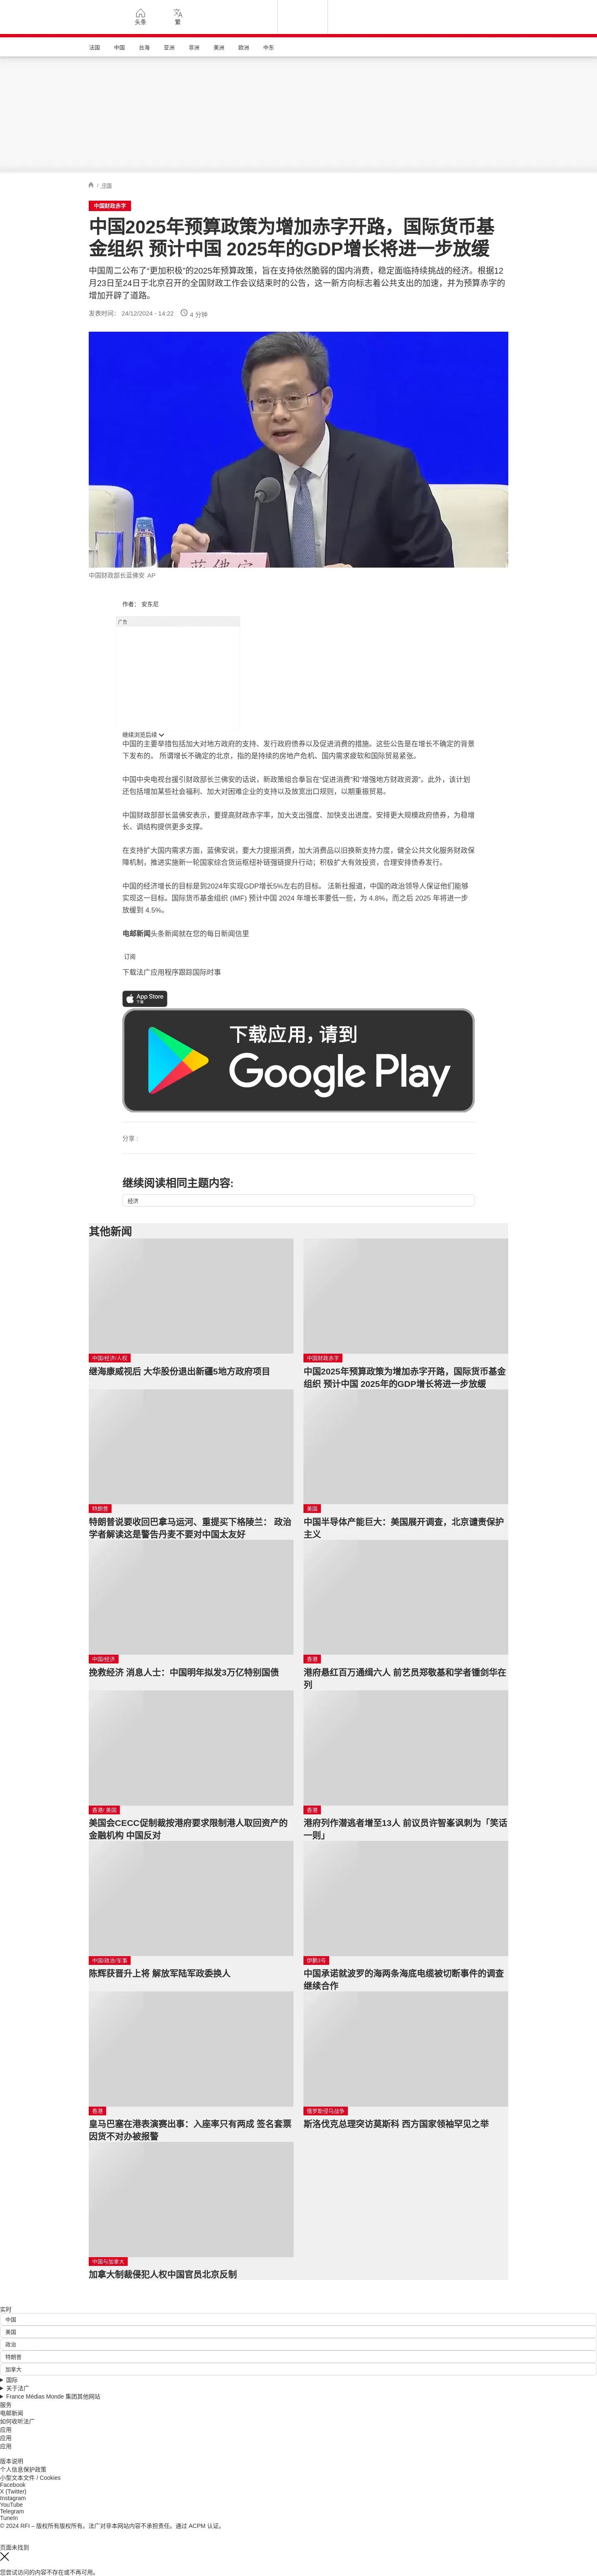 头条
繁
法国
中国
台海
亚洲
非洲
美洲
欧洲
中东
/ 中国
中国财政赤字
中国2025年预算政策为增加赤字开路，国际货币基
金组织 预计中国 2025年的GDP增长将进一步放缓
中国周二公布了“更加积极”的2025年预算政策，旨在支持依然脆弱的国内消费，稳定面临持续挑战的经济。根据12
月23日至24日于北京召开的全国财政工作会议结束时的公告，这一新方向标志着公共支出的加速，并为预算赤字的
增加开辟了道路。
发表时间： 24/12/2024 - 14:22
4 分钟
蓝佛安
中国财政部长蓝佛安 AP
作者： 安东尼
广告
继续浏览后续
中国的主要举措包括加大对地方政府的支持、发行政府债券以及促进消费的措施。这些公告是在增长不确定的背景
下发布的。 所谓增长不确定的北京，指的是持续的房地产危机、国内需求疲软和国际贸易紧张。
中国中央电视台援引财政部长兰佛安的话说，新政策组合拳旨在“促进消费”和“增强地方财政资源”。此外，该计划
还包括增加某些社会福利、加大对困难企业的支持以及放宽出口规则，以期重振贸易。
中国财政部部长蓝佛安表示，要提高财政赤字率，加大支出强度、加快支出进度。安排更大规模政府债券，为稳增
长、调结构提供更多支撑。
在支持扩大国内需求方面，蓝佛安说，要大力提振消费，加大消费品以旧换新支持力度，健全公共文化服务财政保
障机制，推进实施新一轮国家综合货运枢纽补链强链提升行动；积极扩大有效投资，合理安排债券发行。
中国的经济增长的目标是到2024年实现GDP增长5%左右的目标。 法新社报道，中国的政治领导人保证他们能够
实现这一目标。国际货币基金组织 (IMF) 预计中国 2024 年增长率要低一些，为 4.8%，而之后 2025 年将进一步
放缓到 4.5%。
电邮新闻头条新闻就在您的每日新闻信里
订阅
下载法广应用程序跟踪国际时事
App Store
下载
下载应用，请到
Google Play
分享 :
继续阅读相同主题内容:
经济
其他新闻
中国/经济/人权
继海康威视后 大华股份退出新疆5地方政府项目
中国财政赤字
中国2025年预算政策为增加赤字开路，国际货币基金
组织 预计中国 2025年的GDP增长将进一步放缓
特朗普
特朗普说要收回巴拿马运河、重提买下格陵兰： 政治
学者解读这是警告丹麦不要对中国太友好
美国
中国半导体产能巨大：美国展开调查，北京谴责保护
主义
中国/经济
挽救经济 消息人士：中国明年拟发3万亿特别国债
香港
港府悬红百万通缉六人 前艺员郑敬基和学者锺剑华在
列
香港/ 美国
美国会CECC促制裁按港府要求限制港人取回资产的
金融机构 中国反对
香港
港府列作潜逃者增至13人 前议员许智峯讽刺为「笑话
一则」
中国/政治/军事
陈辉获晋升上将 解放军陆军政委换人
伊鹏3号
中国承诺就波罗的海两条海底电缆被切断事件的调查
继续合作
香港
皇马巴塞在港表演赛出事：入座率只有两成 签名套票
因货不对办被报警
俄罗斯侵乌战争
斯洛伐克总理突访莫斯科 西方国家领袖罕见之举
中国与加拿大
加拿大制裁侵犯人权中国官员北京反制
实时
中国
美国
政治
特朗普
加拿大
国际
关于法广
France Médias Monde 集团其他网站
服务
电邮新闻
如何收听法广
应用
应用
应用
版本说明
个人信息保护政策
小型文本文件 / Cookies
Facebook
X (Twitter)
Instagram
YouTube
Telegram
TuneIn
© 2024 RFI – 版权所有版权所有。法广对非本网站内容不承担责任。通过 ACPM 认证。
页面未找到
您尝试访问的内容不存在或不再可用。